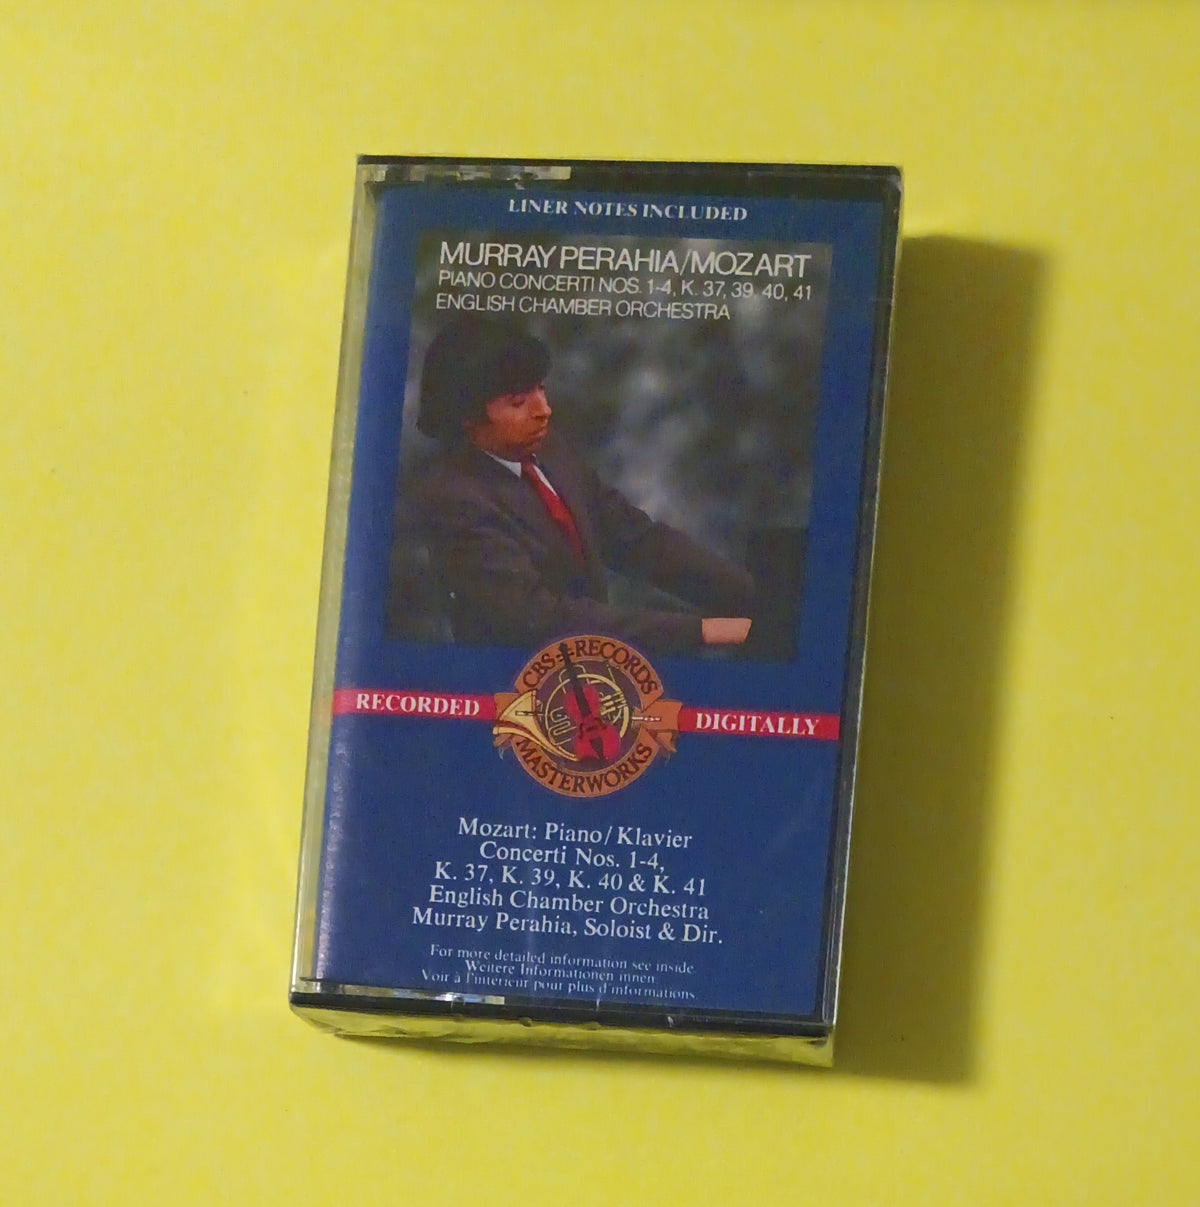 LINER NOTES INCLUDED
MURRAY PERAHIA/MOZART
PIANO CONCERTI NOS. 1-4, K. 37, 39, 40, 41
ENGLISH CHAMBER ORCHESTRA
CBS RECORDS
RECORDED DIGITALLY
MASTERWORKS
Mozart: Piano/Klavier
Concerti Nos. 1-4,
K. 37, K. 39, K. 40 & K. 41
English Chamber Orchestra
Murray Perahia, Soloist & Dir.
For more detailed information see inside.
Weitere Informationen innen.
Voir à l'intérieur pour plus d'informations.